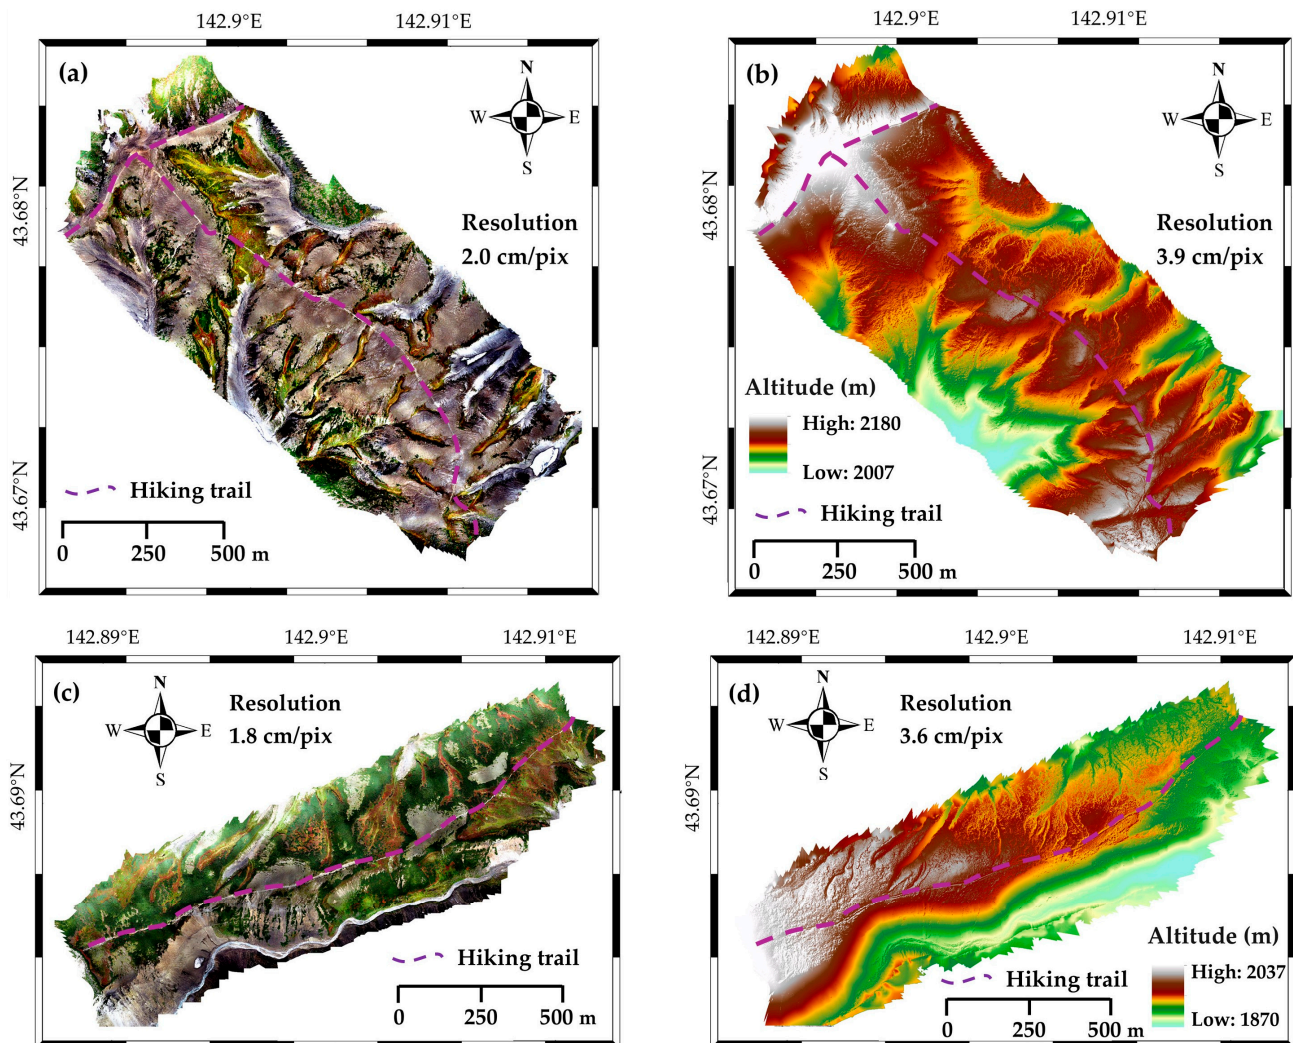 142.9°E
142.91°E
(a)
N
W
E
S
43.68°N
Resolution
2.0 cm/pix
43.67°N
Hiking trail
0
250
500 m
142.9°E
142.91°E
(b)
N
W
E
S
43.68°N
Resolution
3.9 cm/pix
Altitude (m)
High: 2180
Low: 2007
43.67°N
Hiking trail
0
250
500 m
142.89°E
142.9°E
142.91°E
(c)
N
W
E
S
Resolution
1.8 cm/pix
43.69°N
Hiking trail
0
250
500 m
142.89°E
142.9°E
142.91°E
(d)
N
W
E
S
Resolution
3.6 cm/pix
43.69°N
Altitude (m)
High: 2037
Low: 1870
Hiking trail
0
250
500 m